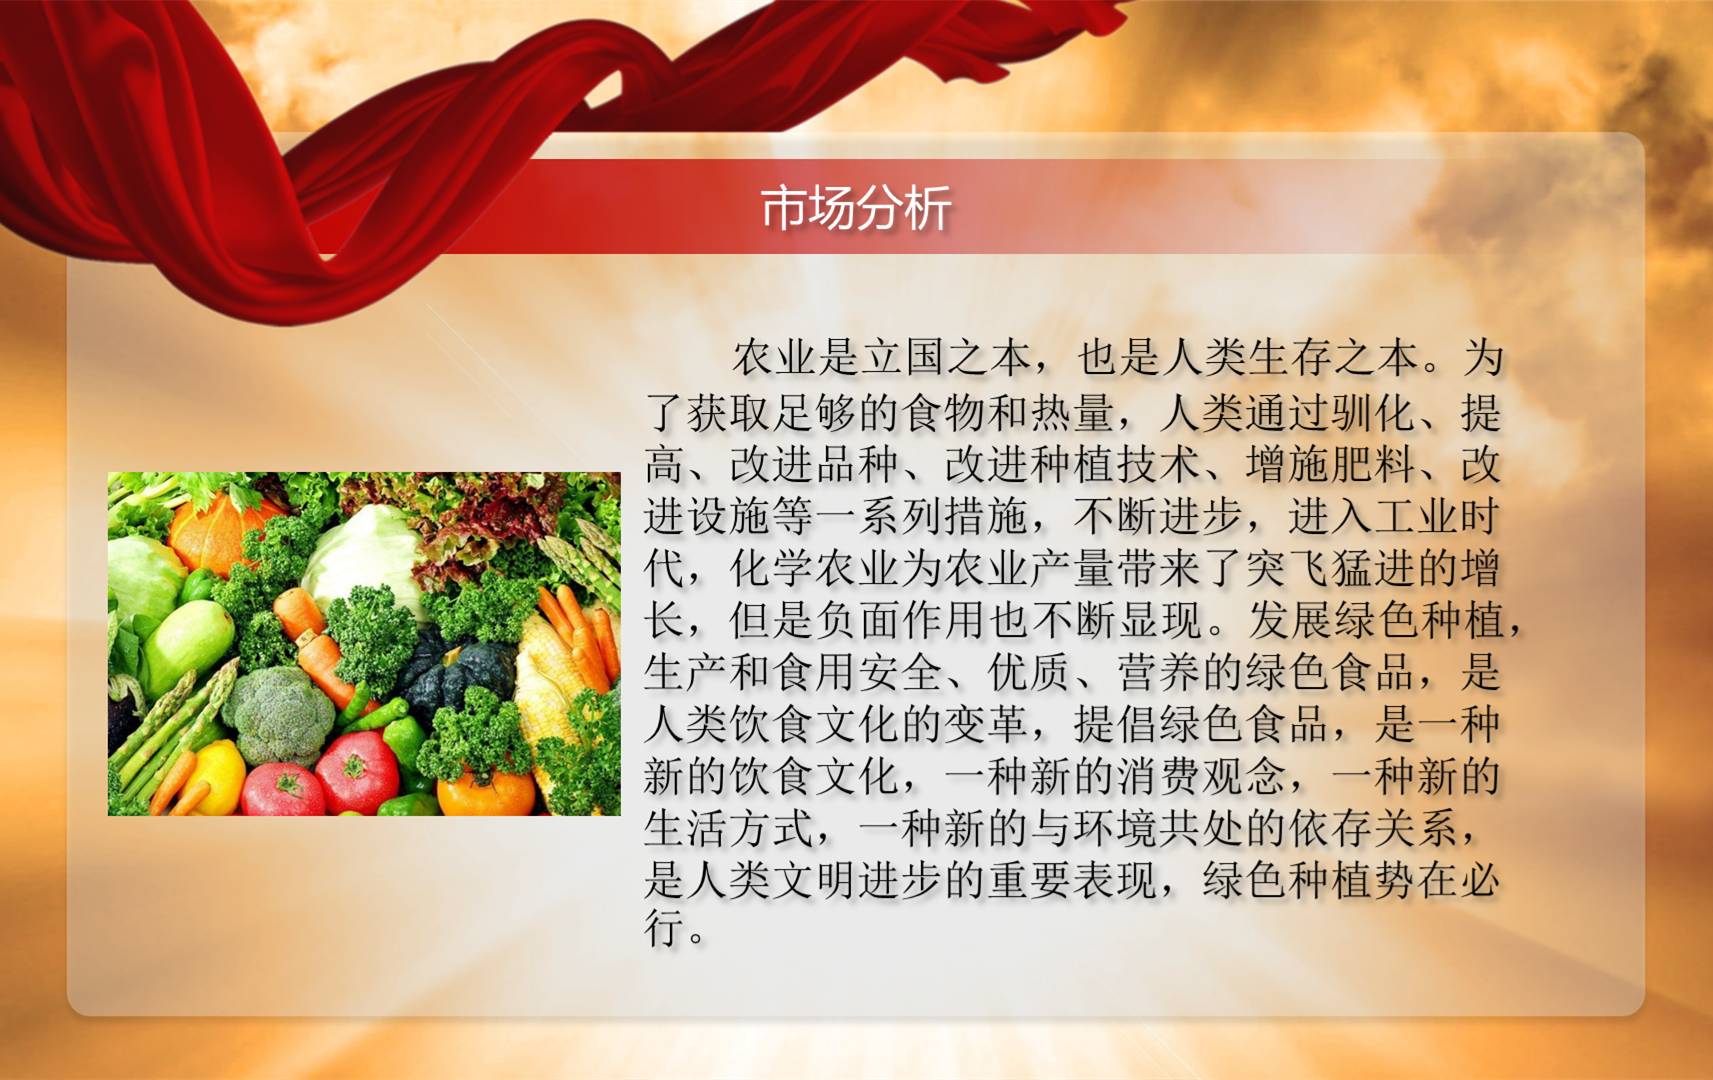 市场分析
农业是立国之本，也是人类生存之本。为
了获取足够的食物和热量，人类通过驯化、提
高、改进品种、改进种植技术、增施肥料、改
进设施等一系列措施，不断进步，进入工业时
代，化学农业为农业产量带来了突飞猛进的增
长，但是负面作用也不断显现。发展绿色种植，
生产和食用安全、优质、营养的绿色食品，是
人类饮食文化的变革，提倡绿色食品，是一种
新的饮食文化，一种新的消费观念，一种新的
生活方式，一种新的与环境共处的依存关系，
是人类文明进步的重要表现，绿色种植势在必
行。